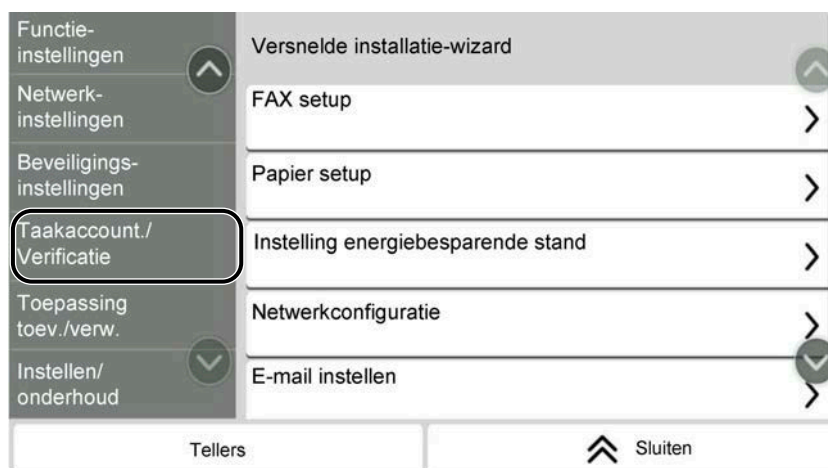 Functie-
instellingen
Netwerk-
instellingen
Beveiligings-
instellingen
Taakaccount./
Verificatie
Toepassing
toev./verw.
Instellen/
onderhoud
Versnelde installatie-wizard
FAX setup
Papier setup
Instelling energiebesparende stand
Netwerkconfiguratie
E-mail instellen
Tellers
Sluiten